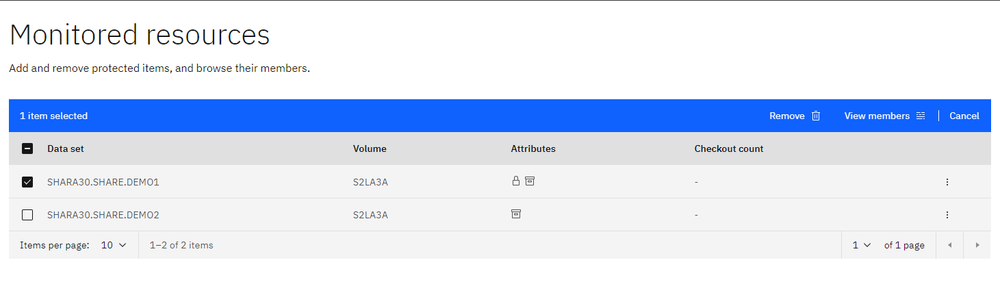 Monitored resources
Add and remove protected items, and browse their members.
1 item selected Remove View members Cancel
Data set Volume Attributes Checkout count
SHARA30.SHARE.DEMO1 S2LA3A -
SHARA30.SHARE.DEMO2 S2LA3A -
Items per page: 10 1–2 of 2 items 1 of 1 page